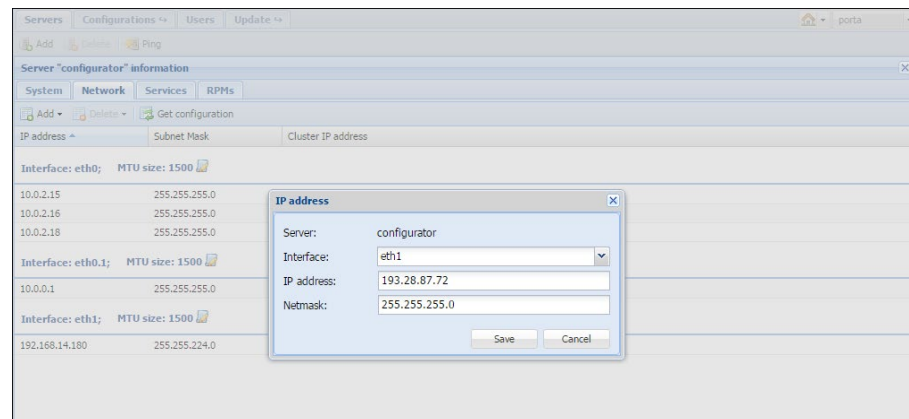 Servers Configurations Users Update porta
Add Delete Ping
Server "configurator" information
System Network Services RPMs
Add Delete Get configuration
IP address Subnet Mask Cluster IP address
Interface: eth0; MTU size: 1500
10.0.2.15 255.255.255.0
10.0.2.16 255.255.255.0
10.0.2.18 255.255.255.0
Interface: eth0.1; MTU size: 1500
10.0.0.1 255.255.255.0
Interface: eth1; MTU size: 1500
192.168.14.180 255.255.224.0
IP address
Server: configurator
Interface: eth1
IP address: 193.28.87.72
Netmask: 255.255.255.0
Save Cancel